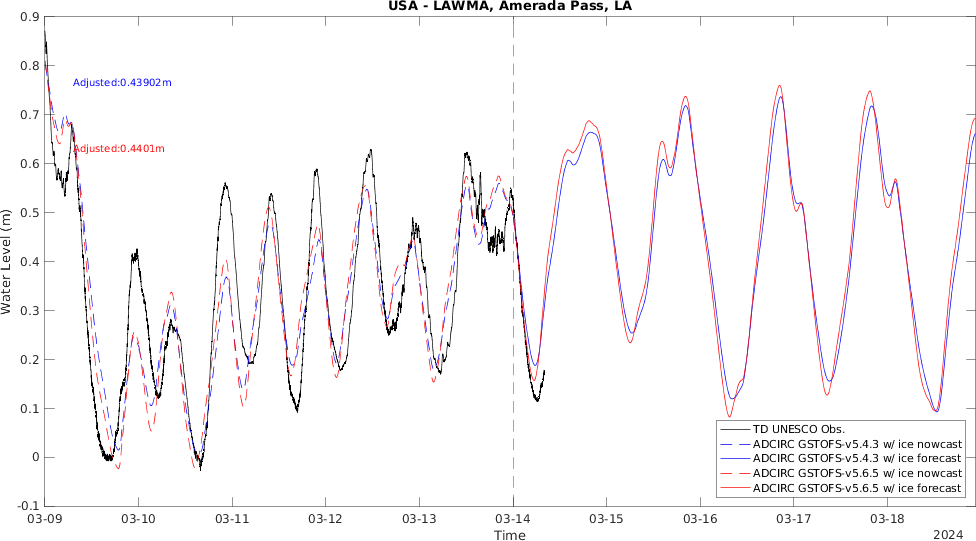 USA - LAWMA, Amerada Pass, LA
0.9
0.8
0.7
0.6
0.5
0.4
0.3
0.2
0.1
0
-0.1
Water Level (m)
Adjusted:0.43902m
Adjusted:0.4401m
TD UNESCO Obs.
ADCIRC GSTOFS-v5.4.3 w/ ice nowcast
ADCIRC GSTOFS-v5.4.3 w/ ice forecast
ADCIRC GSTOFS-v5.6.5 w/ ice nowcast
ADCIRC GSTOFS-v5.6.5 w/ ice forecast
03-09 03-10 03-11 03-12 03-13 03-14 03-15 03-16 03-17 03-18
Time
2024